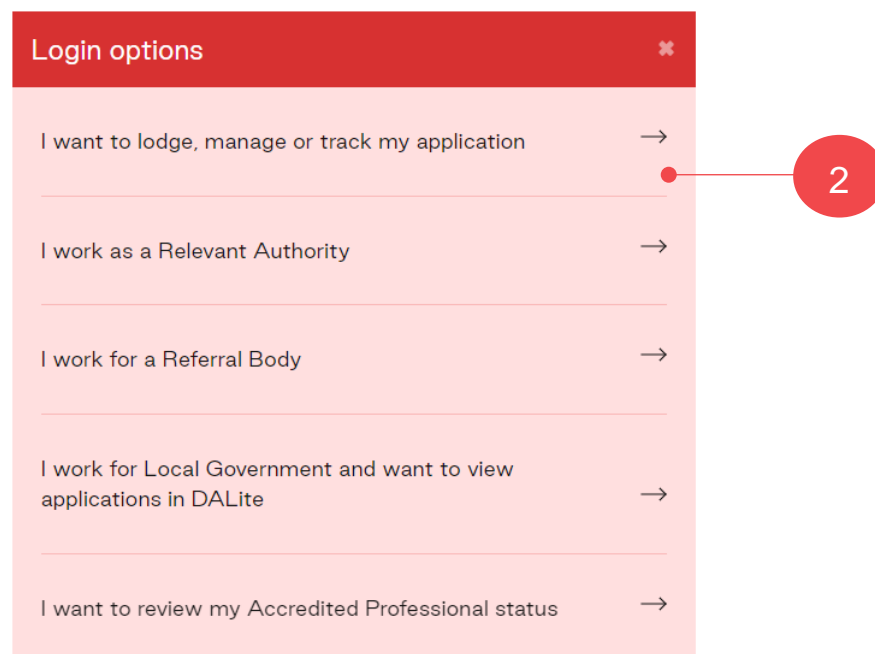 Login options
I want to lodge, manage or track my application
2
I work as a Relevant Authority
I work for a Referral Body
I work for Local Government and want to view
applications in DALite
I want to review my Accredited Professional status